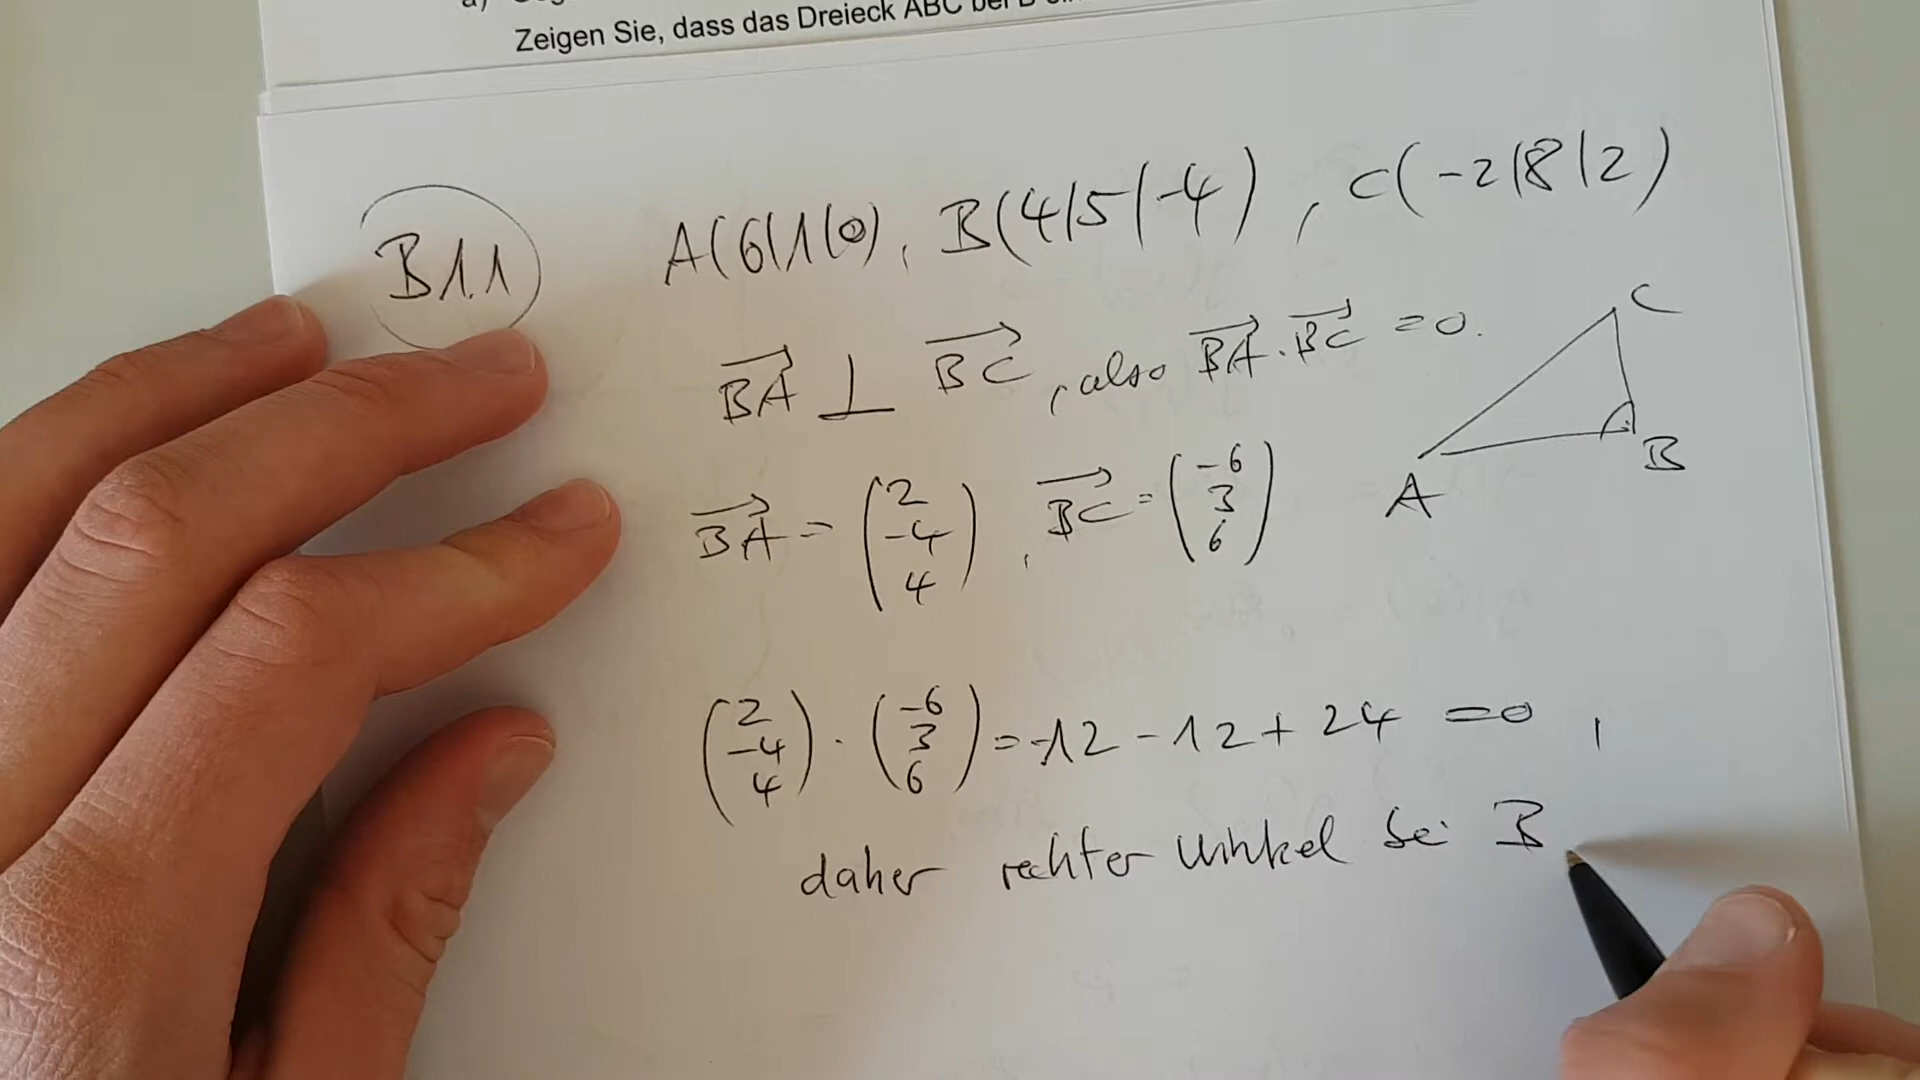 a)
Zeigen Sie, dass das Dreieck ABC bei B
B1.1
A(6|1|0), B(4|5|-4), C(-2|8|2)
BA ⊥ BC, also BA · BC = 0.
C
A
B
BA = (2 -4 4), BC = (-6 3 6)
(2 -4 4) · (-6 3 6) = -12 - 12 + 24 = 0,
daher rechter Winkel bei B